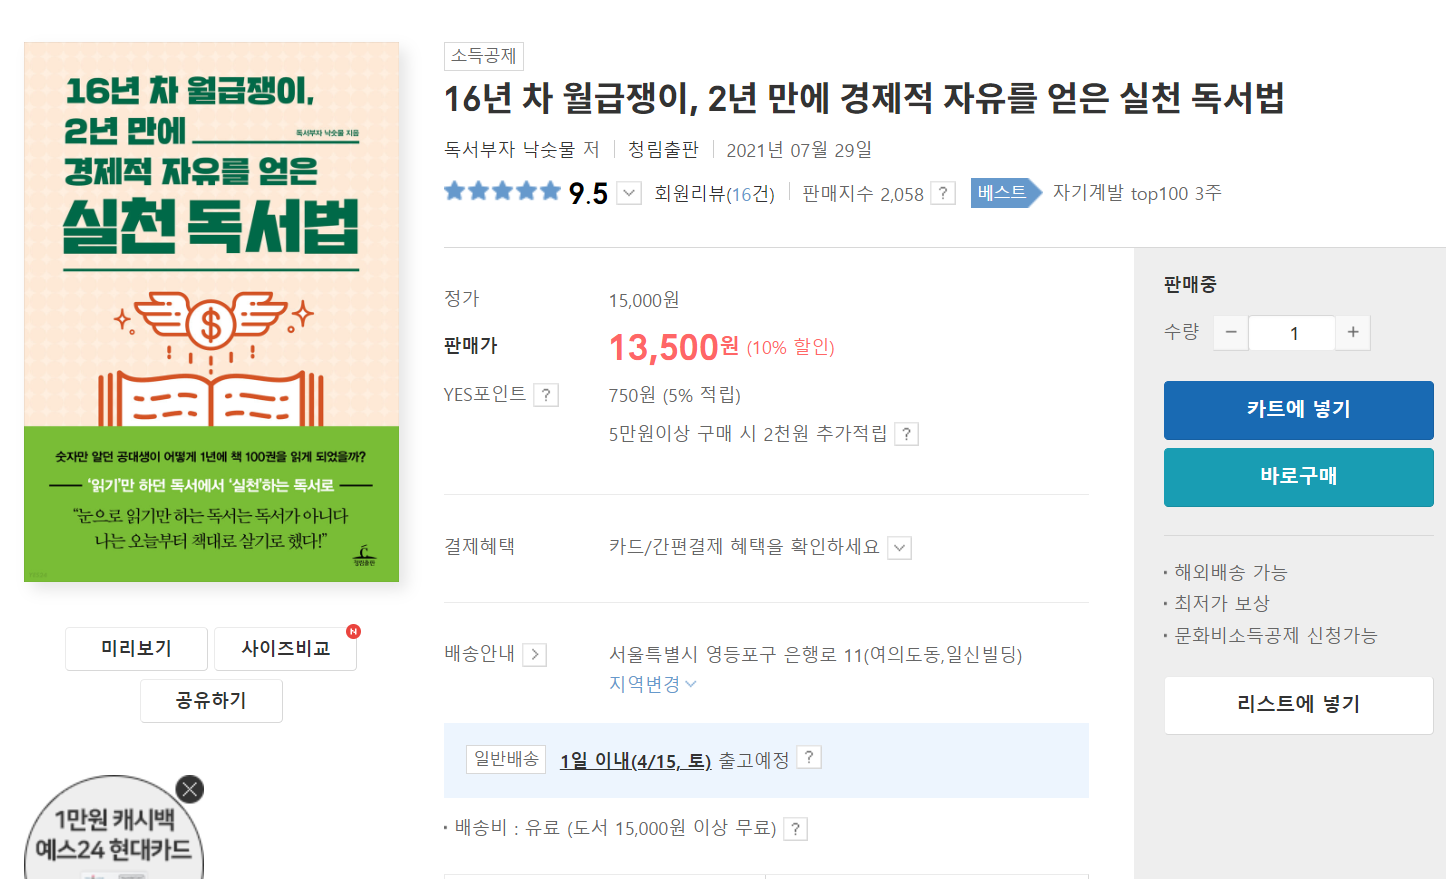 16년 차 월급쟁이,
2년 만에
독서부자 낙숫물 지음
경제적 자유를 얻은
실천 독서법
$
숫자만 알던 공대생이 어떻게 1년에 책 100권을 읽게 되었을까?
‘읽기’만 하던 독서에서 ‘실천’하는 독서로
“눈으로 읽기만 하는 독서는 독서가 아니다
나는 오늘부터 책대로 살기로 했다!”
청림출판
미리보기
사이즈비교
N
공유하기
1만원 캐시백
예스24 현대카드
소득공제
16년 차 월급쟁이, 2년 만에 경제적 자유를 얻은 실천 독서법
독서부자 낙숫물 저 | 청림출판 | 2021년 07월 29일
9.5 회원리뷰(16건) | 판매지수 2,058 ? 베스트 자기계발 top100 3주
정가 15,000원
판매가 13,500원 (10% 할인)
YES포인트 ? 750원 (5% 적립)
5만원이상 구매 시 2천원 추가적립 ?
결제혜택 카드/간편결제 혜택을 확인하세요
배송안내 서울특별시 영등포구 은행로 11(여의도동,일신빌딩)
지역변경
일반배송 1일 이내(4/15, 토) 출고예정 ?
· 배송비 : 유료 (도서 15,000원 이상 무료) ?
판매중
수량 − 1 +
카트에 넣기
바로구매
· 해외배송 가능
· 최저가 보상
· 문화비소득공제 신청가능
리스트에 넣기